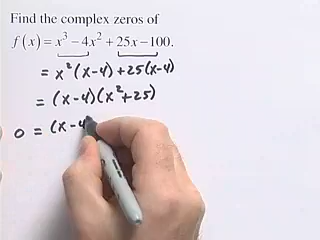 Find the complex zeros of
f(x) = x³ − 4x² + 25x − 100.
= x²(x-4) + 25(x-4)
= (x-4)(x²+25)
0 = (x-4